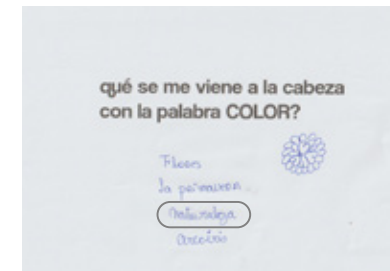 qué se me viene a la cabeza
con la palabra COLOR?
Flores
la primavera
Naturaleza
arcoiris